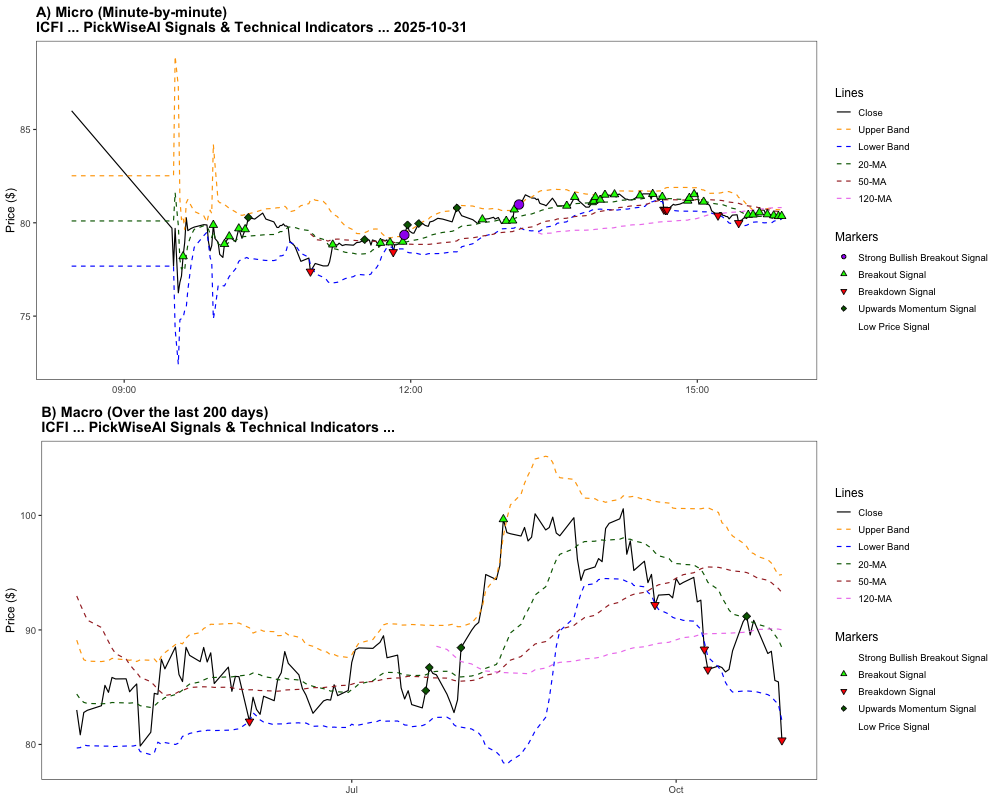 A) Micro (Minute-by-minute)
ICFI ... PickWiseAI Signals & Technical Indicators ... 2025-10-31
Price ($)
85
80
75
09:00
12:00
15:00
Lines
Close
Upper Band
Lower Band
20-MA
50-MA
120-MA
Markers
Strong Bullish Breakout Signal
Breakout Signal
Breakdown Signal
Upwards Momentum Signal
Low Price Signal
B) Macro (Over the last 200 days)
ICFI ... PickWiseAI Signals & Technical Indicators ...
Price ($)
100
90
80
Jul
Oct
Lines
Close
Upper Band
Lower Band
20-MA
50-MA
120-MA
Markers
Strong Bullish Breakout Signal
Breakout Signal
Breakdown Signal
Upwards Momentum Signal
Low Price Signal